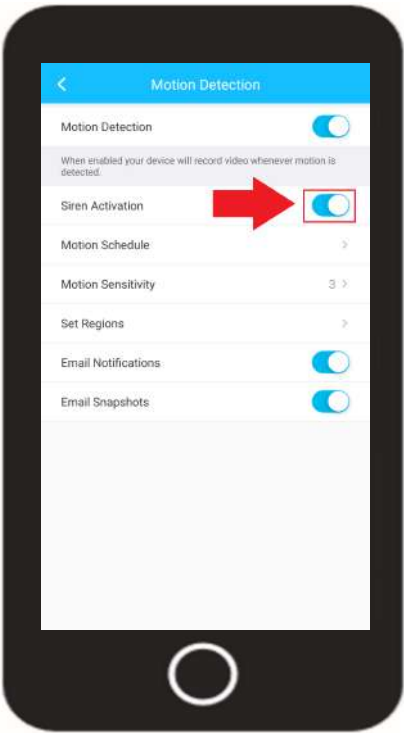 Motion Detection
Motion Detection
When enabled your device will record video whenever motion is
detected.
Siren Activation
Motion Schedule
Motion Sensitivity 3
Set Regions
Email Notifications
Email Snapshots